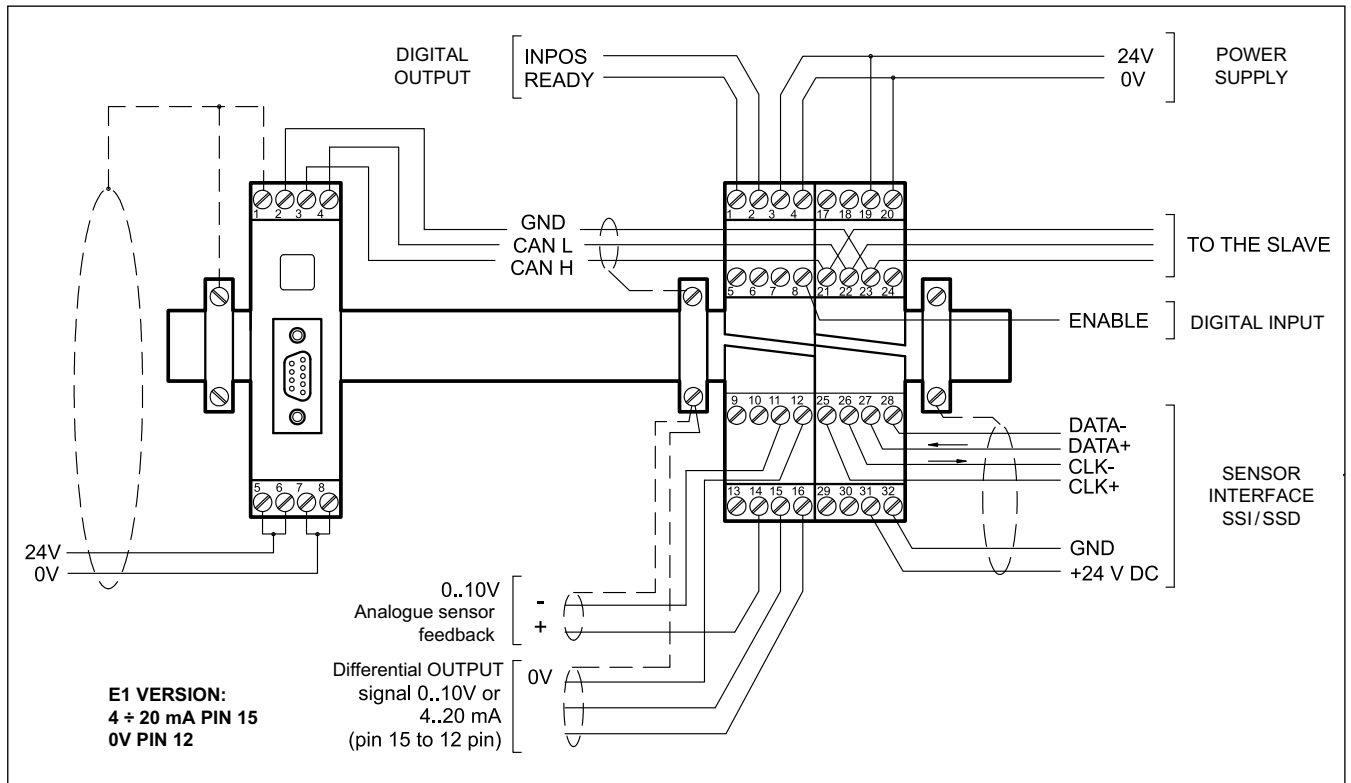 DIGITAL
OUTPUT
INPOS
READY
24V
0V
POWER
SUPPLY
1 2 3 4
1 2 3 4 17 18 19 20
GND
CAN L
CAN H
TO THE SLAVE
5 6 7 8 21 22 23 24
ENABLE
DIGITAL INPUT
9 10 11 12 25 26 27 28
DATA-
DATA+
CLK-
CLK+
SENSOR
INTERFACE
SSI/SSD
5 6 7 8
13 14 15 16 29 30 31 32
24V
0V
GND
+24 V DC
0..10V
Analogue sensor
feedback
-
+
Differential OUTPUT
signal 0..10V or
4..20 mA
(pin 15 to 12 pin)
0V
E1 VERSION:
4 ÷ 20 mA PIN 15
0V PIN 12